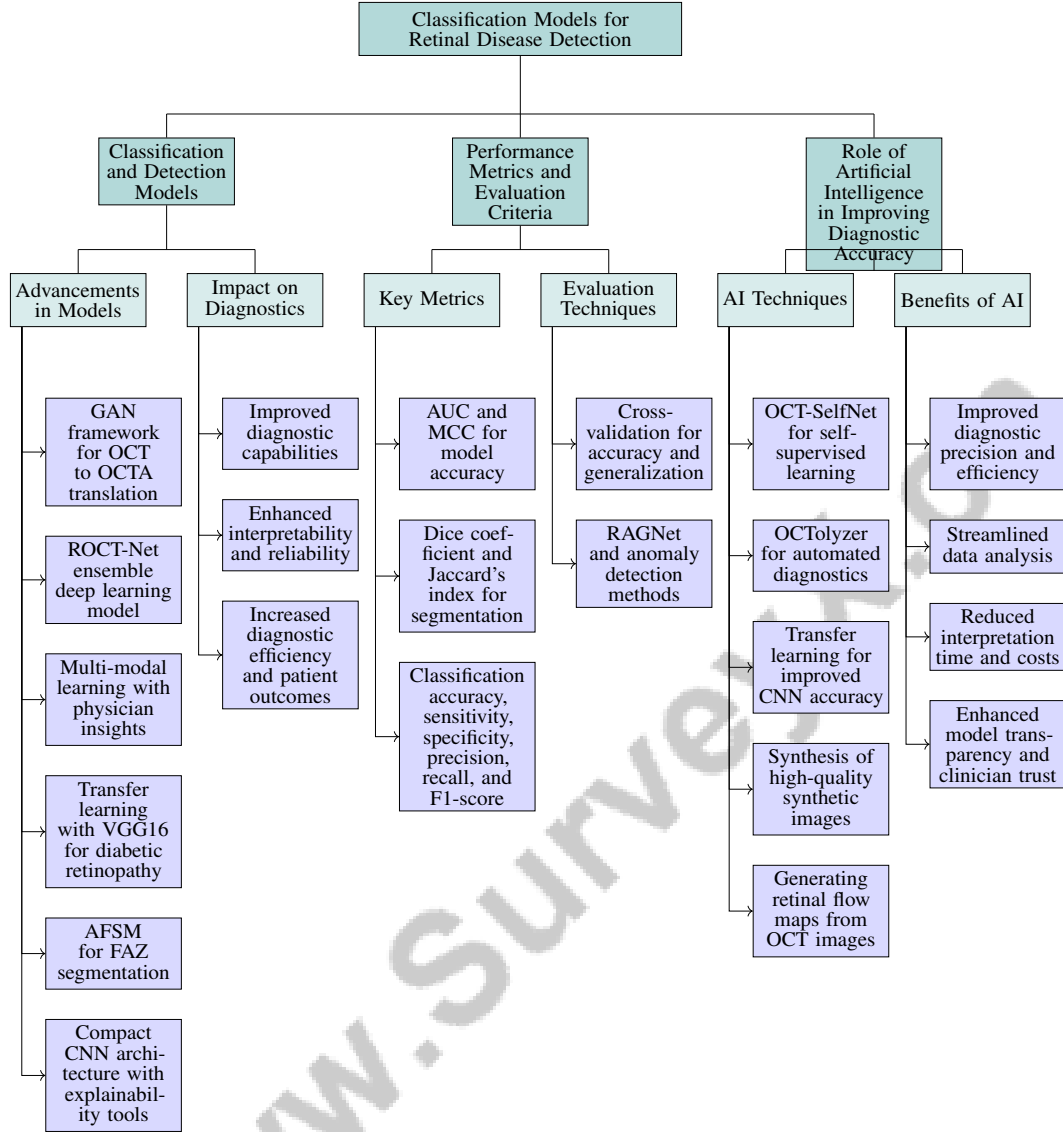 Classification Models for
Retinal Disease Detection
Classification
and Detection
Models
Performance
Metrics and
Evaluation
Criteria
Role of
Artificial
Intelligence
in Improving
Diagnostic
Accuracy
Advancements
in Models
Impact on
Diagnostics
Key Metrics
Evaluation
Techniques
AI Techniques
Benefits of AI
GAN
framework
for OCT
to OCTA
translation
ROCT-Net
ensemble
deep learning
model
Multi-modal
learning with
physician
insights
Transfer
learning
with VGG16
for diabetic
retinopathy
AFSM
for FAZ
segmentation
Compact
CNN archi-
tecture with
explainabil-
ity tools
Improved
diagnostic
capabilities
Enhanced
interpretability
and reliability
Increased
diagnostic
efficiency
and patient
outcomes
AUC and
MCC for
model
accuracy
Dice coef-
ficient and
Jaccard's
index for
segmentation
Classification
accuracy,
sensitivity,
specificity,
precision,
recall, and
F1-score
Cross-
validation for
accuracy and
generalization
RAGNet
and anomaly
detection
methods
OCT-SelfNet
for self-
supervised
learning
OCTolyzer
for automated
diagnostics
Transfer
learning for
improved
CNN accuracy
Synthesis of
high-quality
synthetic
images
Generating
retinal flow
maps from
OCT images
Improved
diagnostic
precision and
efficiency
Streamlined
data analysis
Reduced
interpretation
time and costs
Enhanced
model trans-
parency and
clinician trust